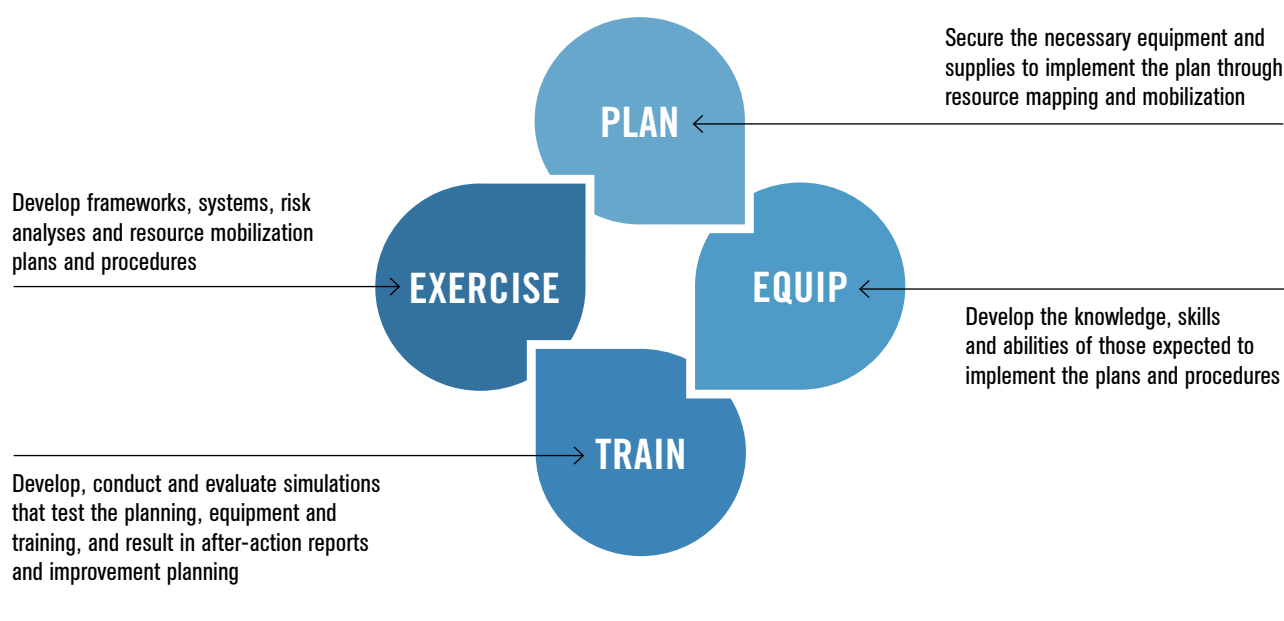 PLAN
Secure the necessary equipment and
supplies to implement the plan through
resource mapping and mobilization
Develop frameworks, systems, risk
analyses and resource mobilization
plans and procedures
EXERCISE
EQUIP
Develop the knowledge, skills
and abilities of those expected to
implement the plans and procedures
TRAIN
Develop, conduct and evaluate simulations
that test the planning, equipment and
training, and result in after-action reports
and improvement planning